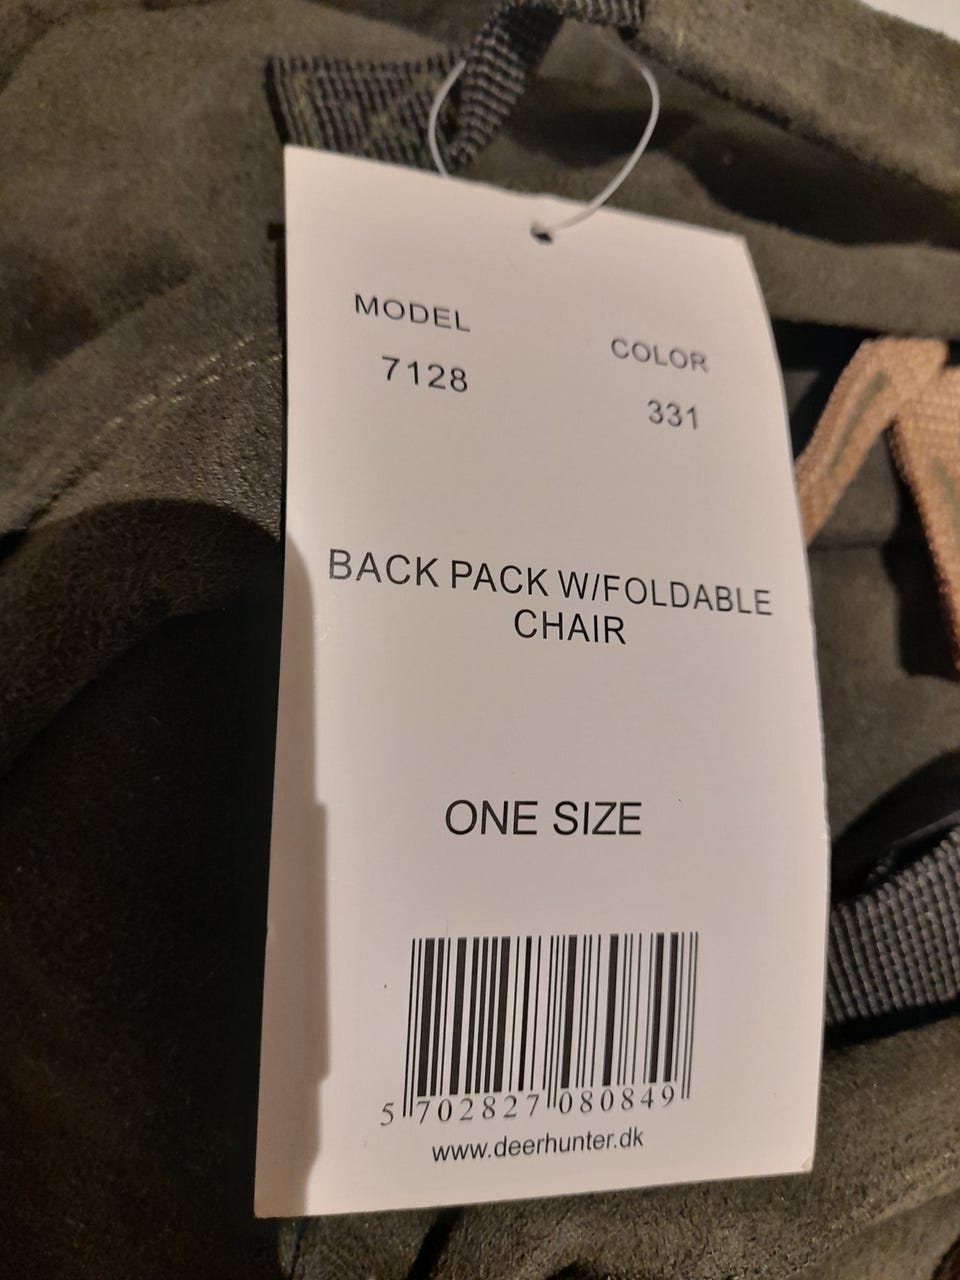 MODEL
7128
COLOR
331
BACK PACK W/FOLDABLE
CHAIR
ONE SIZE
5 702827 080849
www.deerhunter.dk